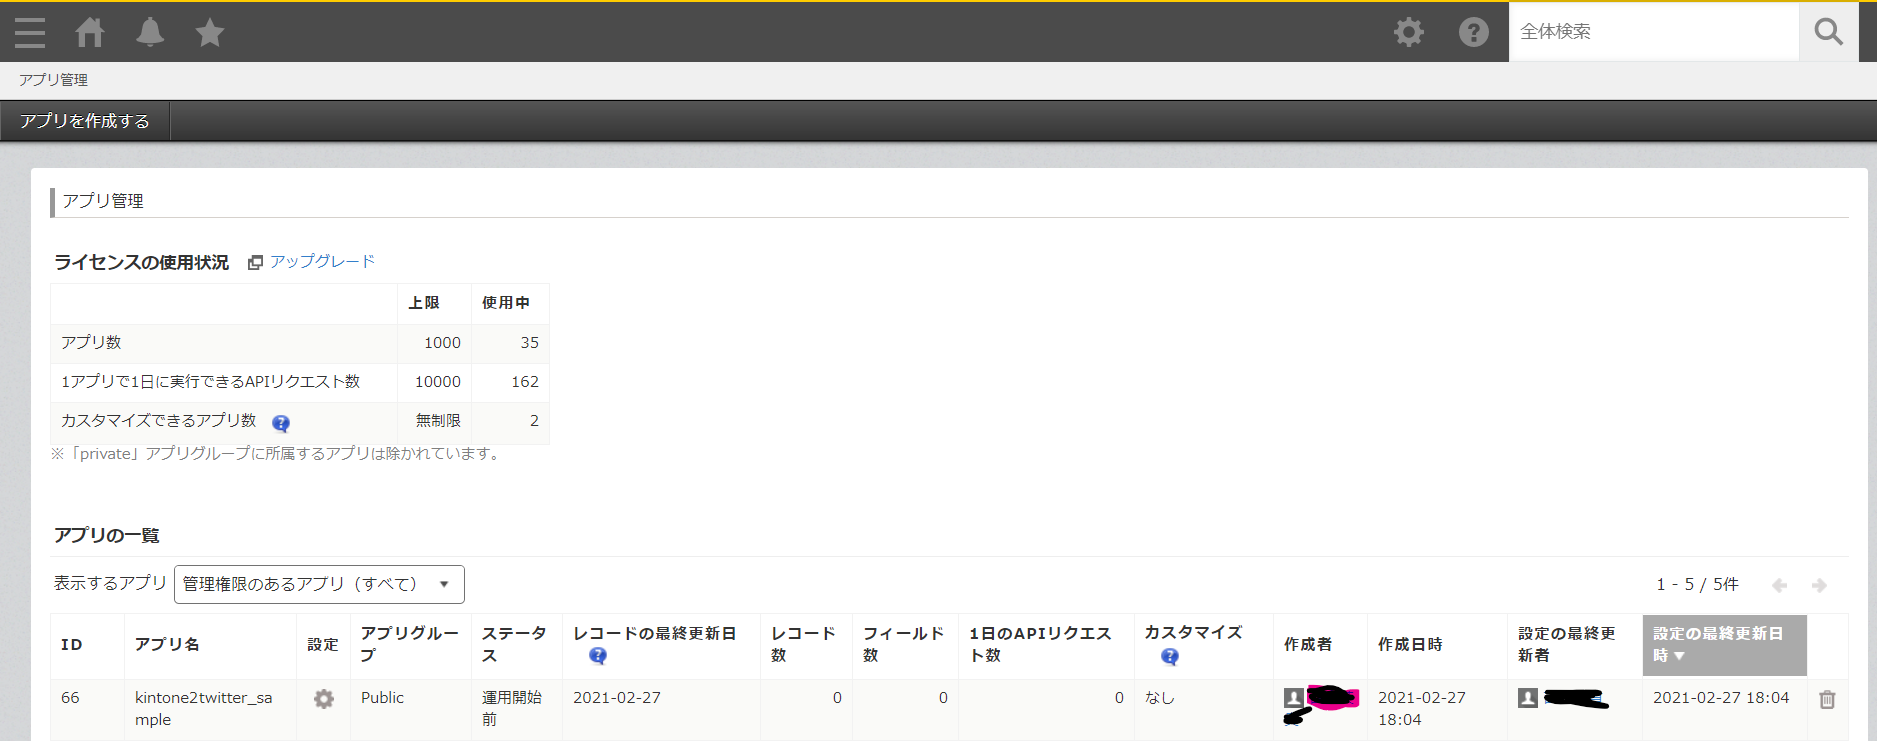 全体検索
アプリ管理
アプリを作成する
アプリ管理
ライセンスの使用状況 アップグレード
上限 使用中
アプリ数 1000 35
1アプリで1日に実行できるAPIリクエスト数 10000 162
カスタマイズできるアプリ数 無制限 2
※「private」アプリグループに所属するアプリは除かれています。
アプリの一覧
表示するアプリ 管理権限のあるアプリ（すべて） ▼ 1 - 5 / 5件
ID アプリ名 設定 アプリグループ ステータス レコードの最終更新日 レコード数 フィールド数 1日のAPIリクエスト数 カスタマイズ 作成者 作成日時 設定の最終更新者 設定の最終更新日時▼
66 kintone2twitter_sample Public 運用開始前 2021-02-27 0 0 0 なし 2021-02-27 18:04 2021-02-27 18:04